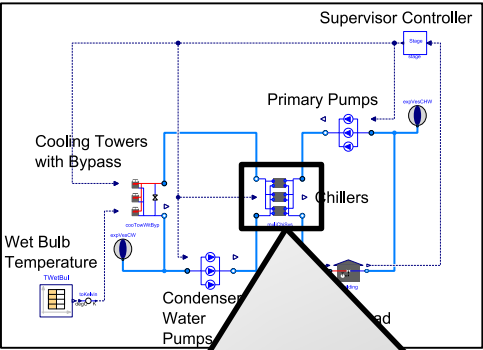 Supervisor Controller
Stage
stage
Primary Pumps
expVesCHW
Cooling Towers
with Bypass
cooTowWitByp
Chillers
expVesCW
Wet Bulb
Temperature
TWetBul
toKelvin
K
Condenser
Water
Pumps